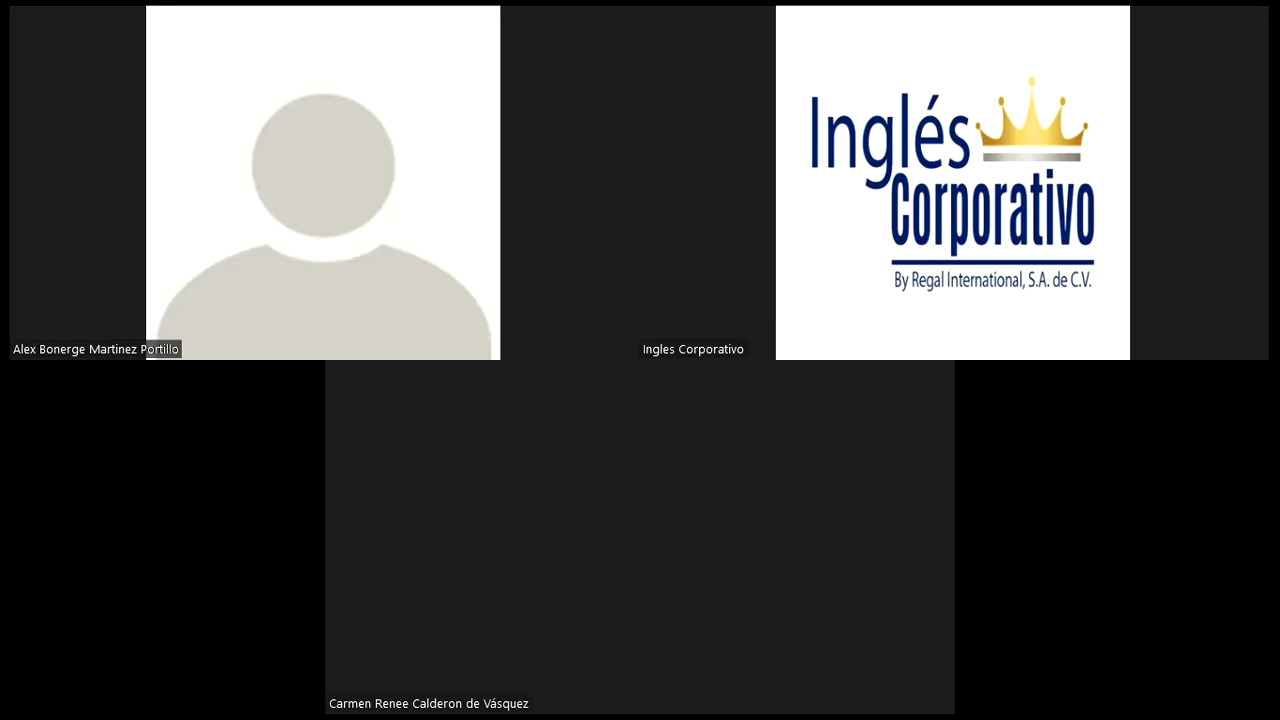 Inglés
Corporativo
By Regal International, S.A. de C.V.
Alex Bonerge Martinez Portillo
Ingles Corporativo
Carmen Renee Calderon de Vásquez